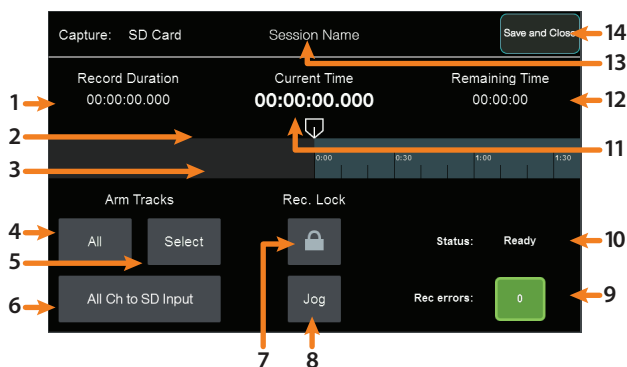 Capture: SD Card Session Name Save and Close 14
13
Record Duration Current Time Remaining Time
1 00:00:00.000 00:00:00.000 00:00:00 12
2 11
3 0:00 0:30 1:00 1:30
Arm Tracks Rec. Lock
4 All Select
5 Status: Ready 10
6 All Ch to SD Input Jog Rec errors: 0 9
7 8